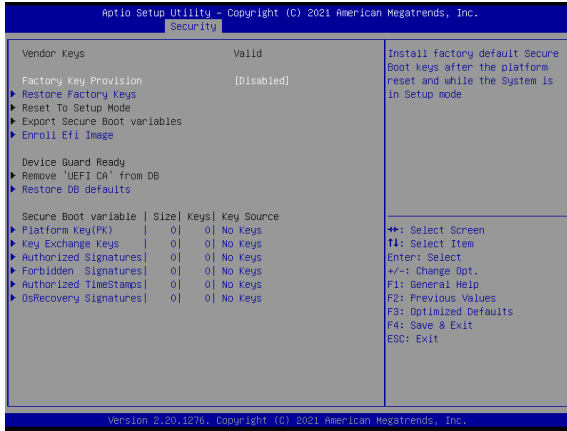 Aptio Setup Utility – Copyright (C) 2021 American Megatrends, Inc.
Security
Vendor Keys Valid
Factory Key Provision [Disabled]
Restore Factory Keys
Reset To Setup Mode
Export Secure Boot variables
Enroll Efi Image
Device Guard Ready
Remove 'UEFI CA' from DB
Restore DB defaults
Secure Boot variable | Size| Keys| Key Source
Platform Key(PK) | 0| 0| No Keys
Key Exchange Keys | 0| 0| No Keys
Authorized Signatures| 0| 0| No Keys
Forbidden Signatures| 0| 0| No Keys
Authorized TimeStamps| 0| 0| No Keys
OsRecovery Signatures| 0| 0| No Keys
Install factory default Secure
Boot keys after the platform
reset and while the System is
in Setup mode
→←: Select Screen
↑↓: Select Item
Enter: Select
+/-: Change Opt.
F1: General Help
F2: Previous Values
F3: Optimized Defaults
F4: Save & Exit
ESC: Exit
Version 2.20.1276. Copyright (C) 2021 American Megatrends, Inc.